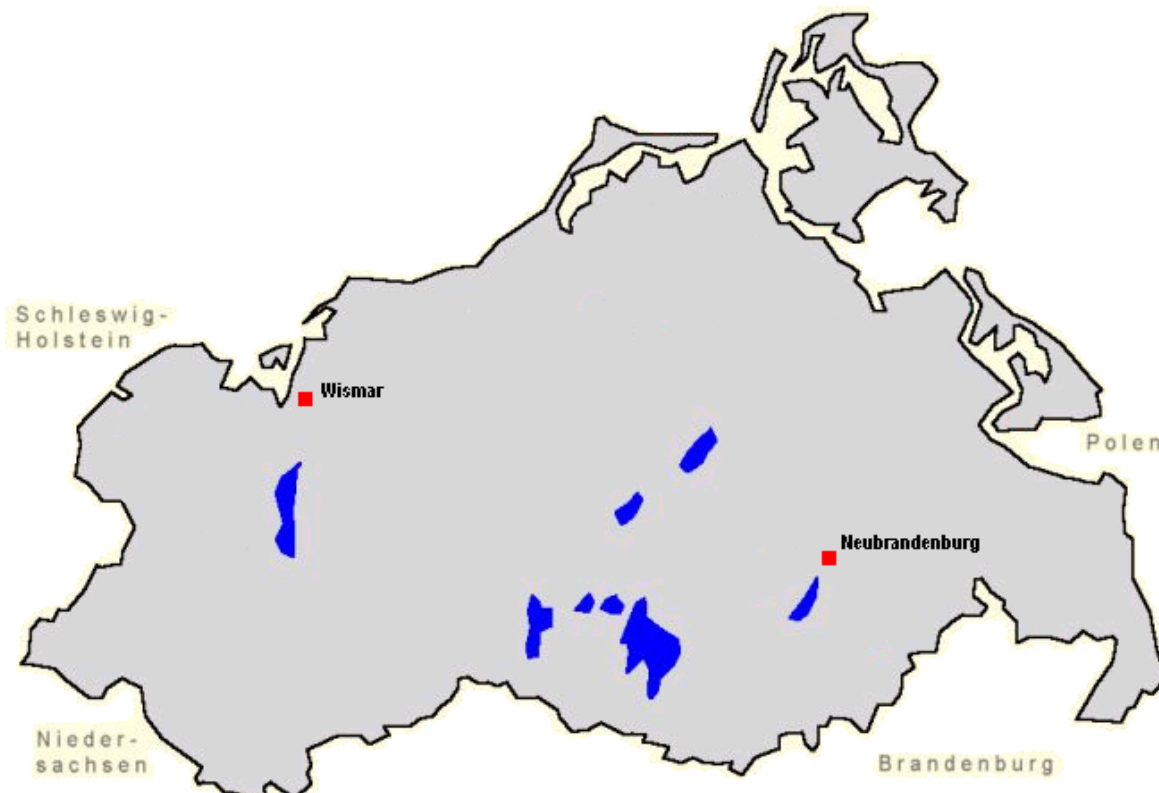 Schleswig-
Holstein
Wismar
Polen
Neubrandenburg
Nieder-
sachsen
Brandenburg